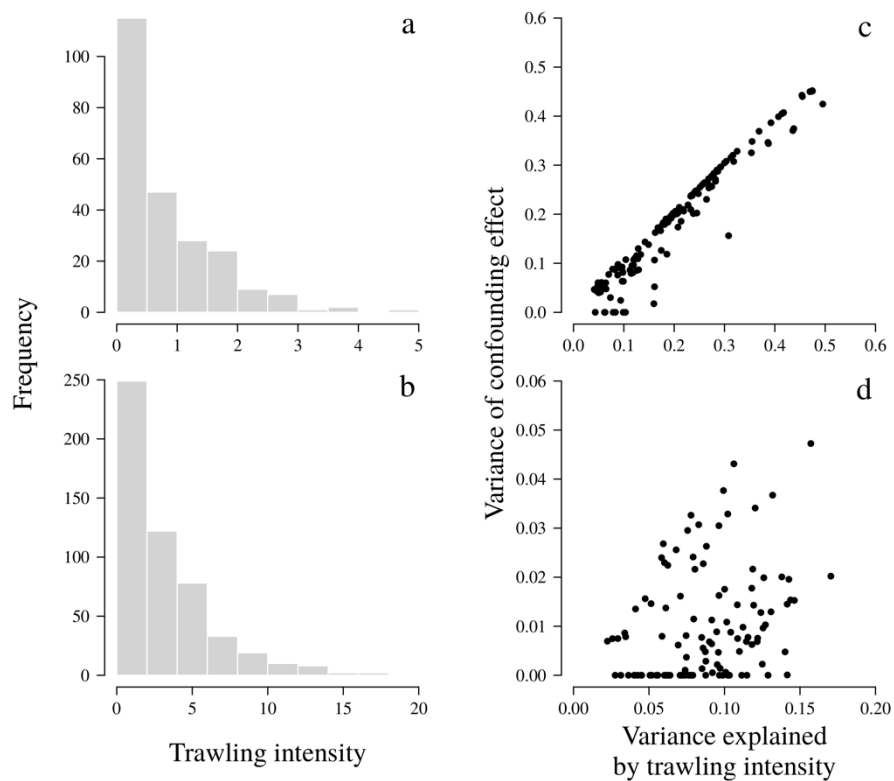 a
100
80
60
40
20
0
0 1 2 3 4 5
b
250
200
150
100
50
0
0 5 10 15 20
Frequency
Trawling intensity
c
0.6
0.5
0.4
0.3
0.2
0.1
0.0
0.0 0.1 0.2 0.3 0.4 0.5 0.6
d
0.06
0.05
0.04
0.03
0.02
0.01
0.00
0.00 0.05 0.10 0.15 0.20
Variance of confounding effect
Variance explained
by trawling intensity